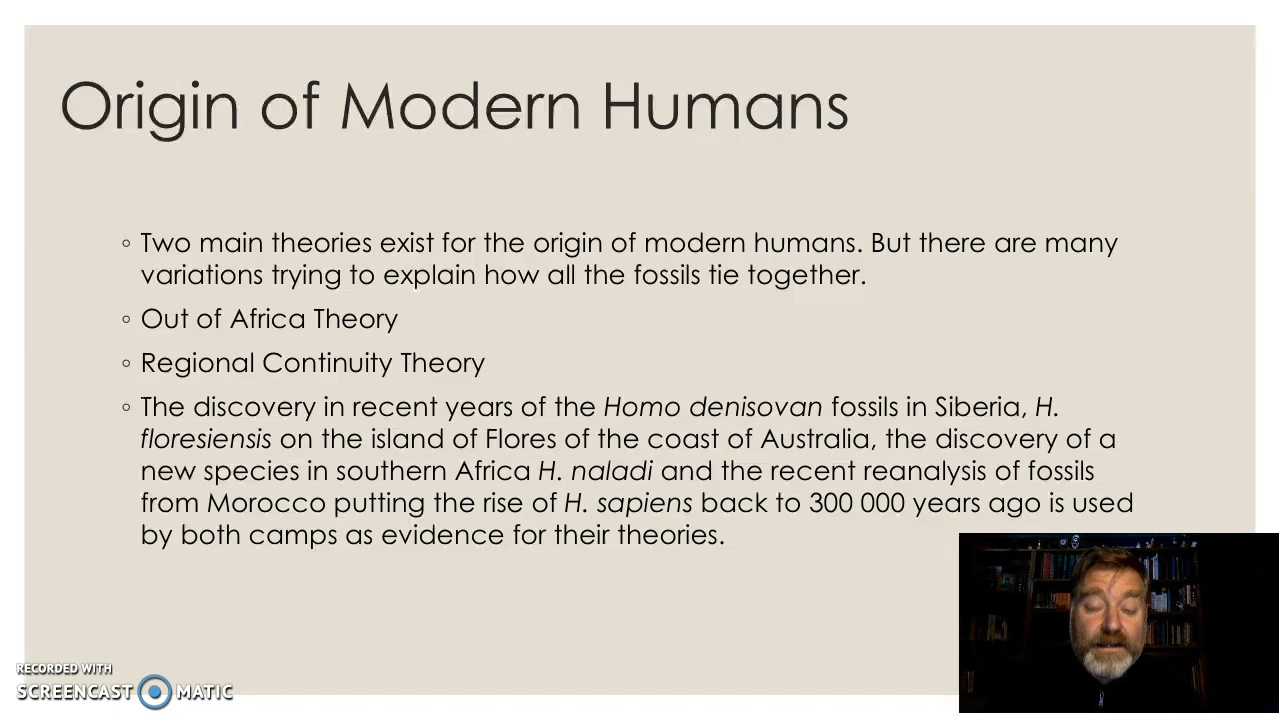 Origin of Modern Humans
◦ Two main theories exist for the origin of modern humans. But there are many
variations trying to explain how all the fossils tie together.
◦ Out of Africa Theory
◦ Regional Continuity Theory
◦ The discovery in recent years of the Homo denisovan fossils in Siberia, H.
floresiensis on the island of Flores of the coast of Australia, the discovery of a
new species in southern Africa H. naladi and the recent reanalysis of fossils
from Morocco putting the rise of H. sapiens back to 300 000 years ago is used
by both camps as evidence for their theories.
RECORDED WITH
SCREENCAST MATIC